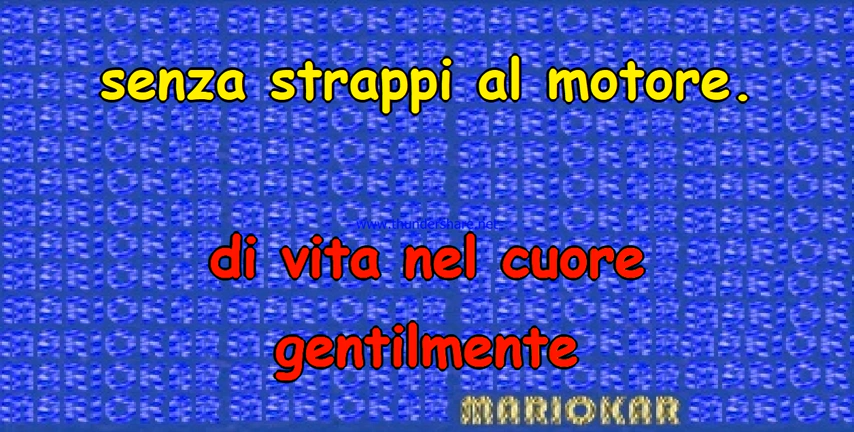 senza strappi al motore.
www.thundershare.net
di vita nel cuore
gentilmente
MARIOKAR